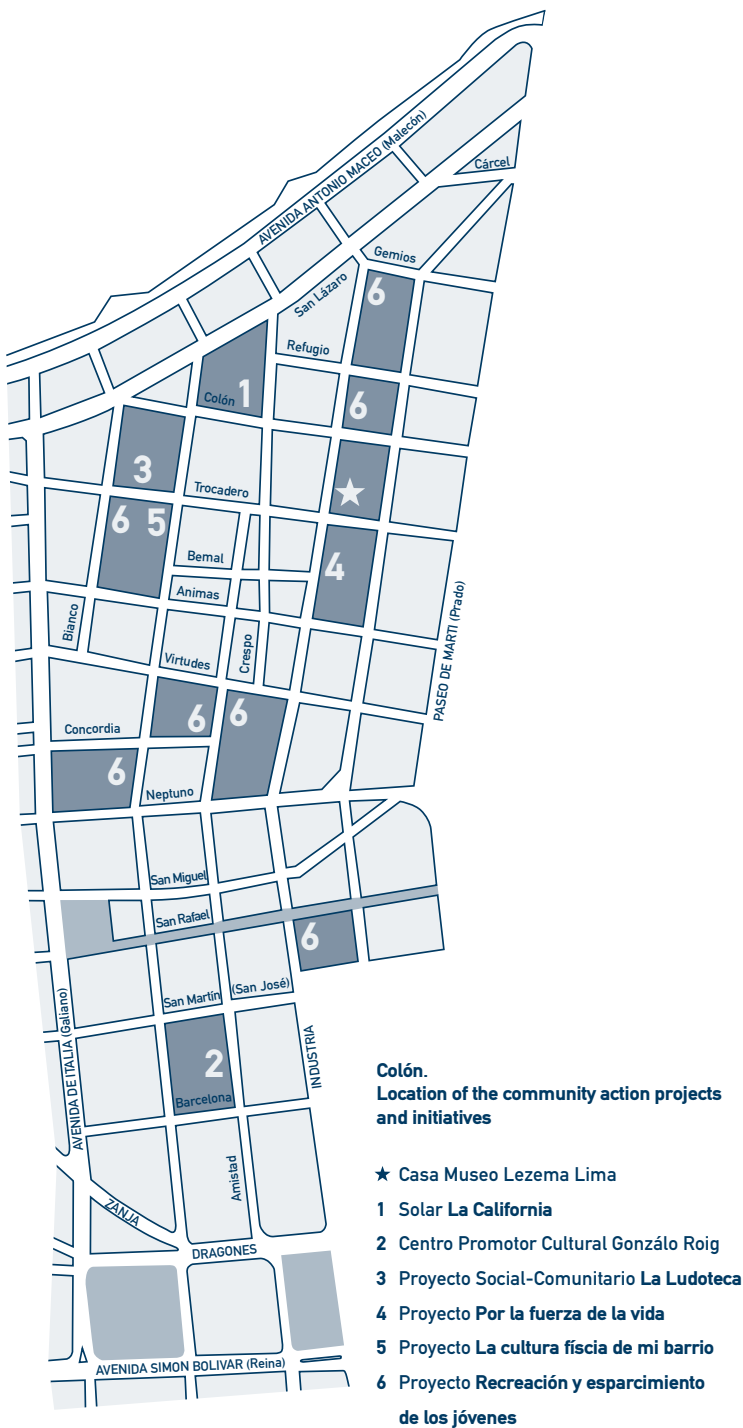 AVENIDA ANTONIO MACEO (Malecón)
Cárcel
Gemios
San Lázaro
6
Refugio
1
Colón
6
3
Trocadero
★
6 5
Bemal
4
Animas
Bianco
Virtudes
Crespo
PASEO DE MARTI (Prado)
6
6
Concordia
6
Neptuno
San Miguel
San Rafael
6
San Martín
(San José)
AVENIDA DE ITALIA (Galiano)
INDUSTRIA
2
Barcelona
Amistad
ZANJA
DRAGONES
AVENIDA SIMON BOLIVAR (Reina)
Colón.
Location of the community action projects
and initiatives
★ Casa Museo Lezema Lima
1 Solar La California
2 Centro Promotor Cultural Gonzálo Roig
3 Proyecto Social-Comunitario La Ludoteca
4 Proyecto Por la fuerza de la vida
5 Proyecto La cultura físcia de mi barrio
6 Proyecto Recreación y esparcimiento
de los jóvenes